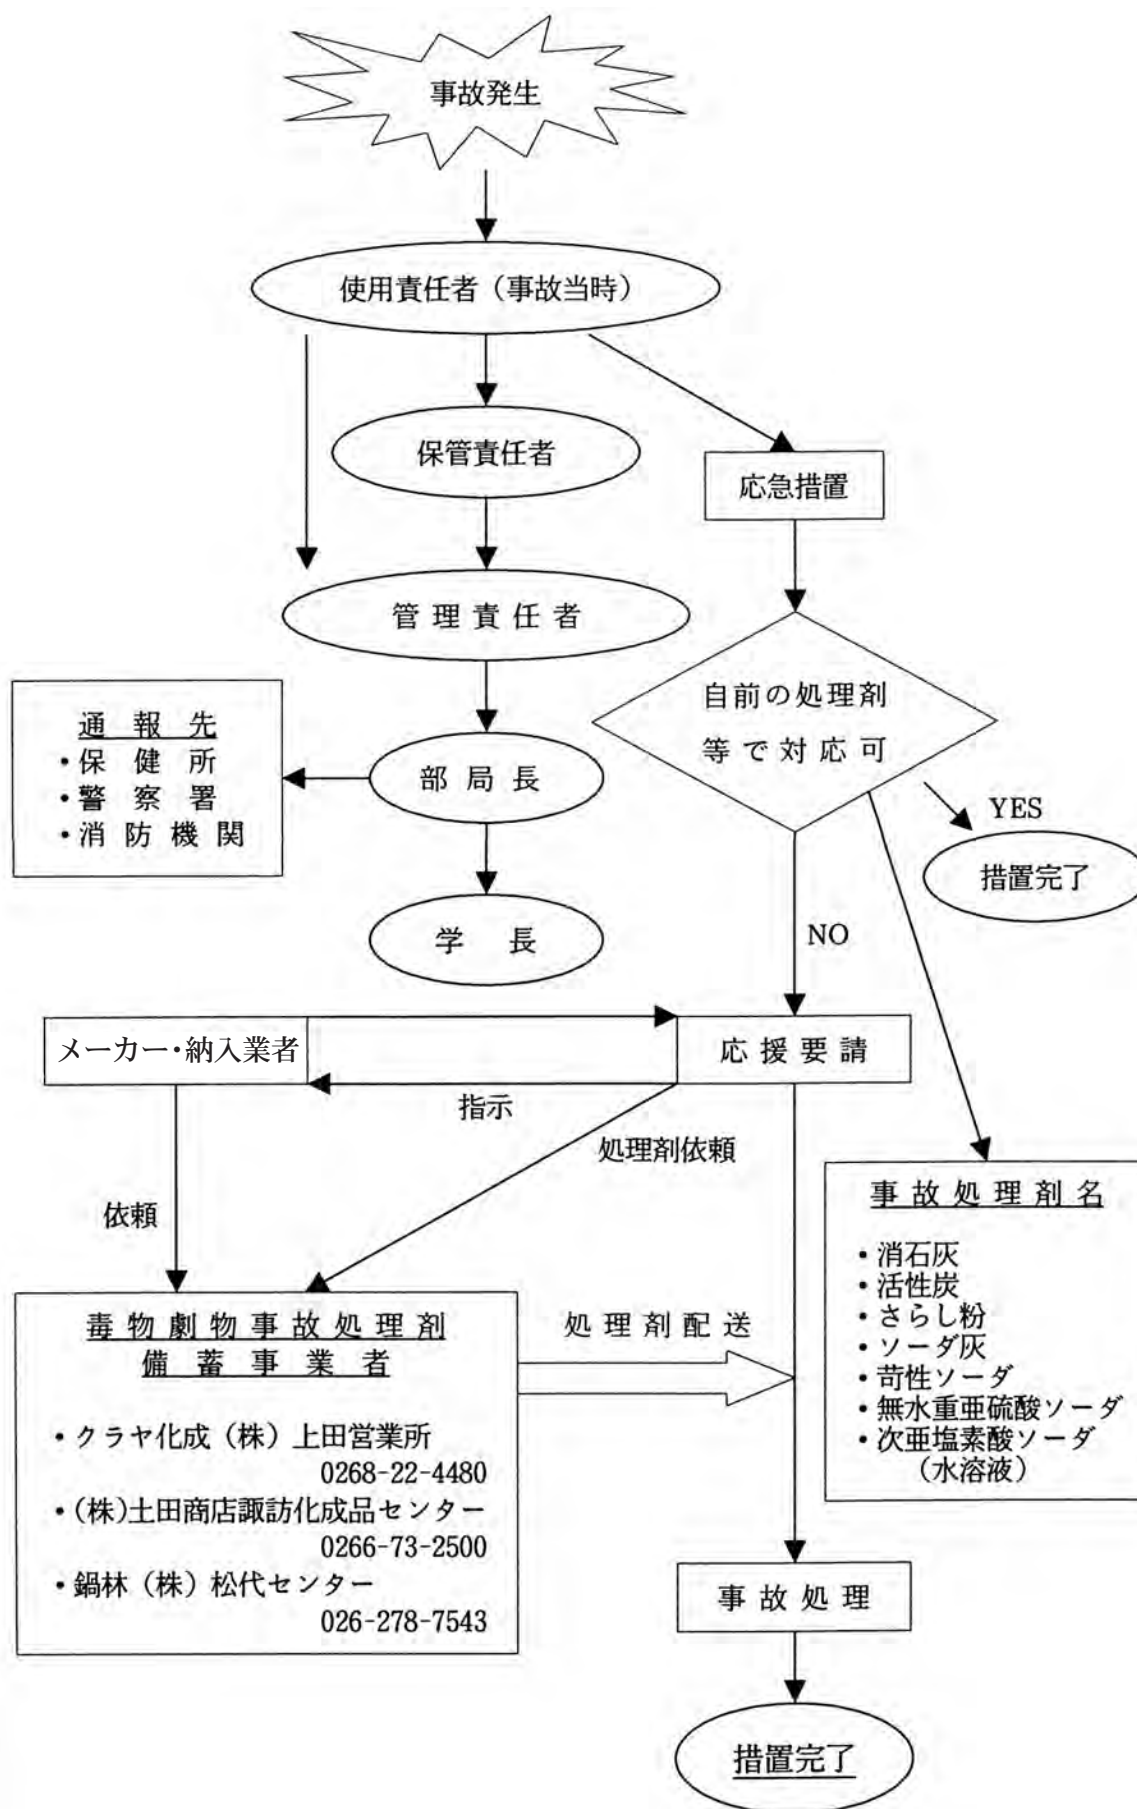 事故発生
使用責任者（事故当時）
保管責任者
応急措置
管理責任者
自前の処理剤
等で対応可
通報先
・保健所
・警察署
・消防機関
部局長
YES
措置完了
学長
NO
メーカー・納入業者
応援要請
指示
処理剤依頼
依頼
事故処理剤名
・消石灰
・活性炭
・さらし粉
・ソーダ灰
・苛性ソーダ
・無水重亜硫酸ソーダ
・次亜塩素酸ソーダ
（水溶液）
毒物劇物事故処理剤
備蓄事業者
・クラヤ化成（株）上田営業所
0268-22-4480
・(株)土田商店諏訪化成品センター
0266-73-2500
・鍋林（株）松代センター
026-278-7543
処理剤配送
事故処理
措置完了